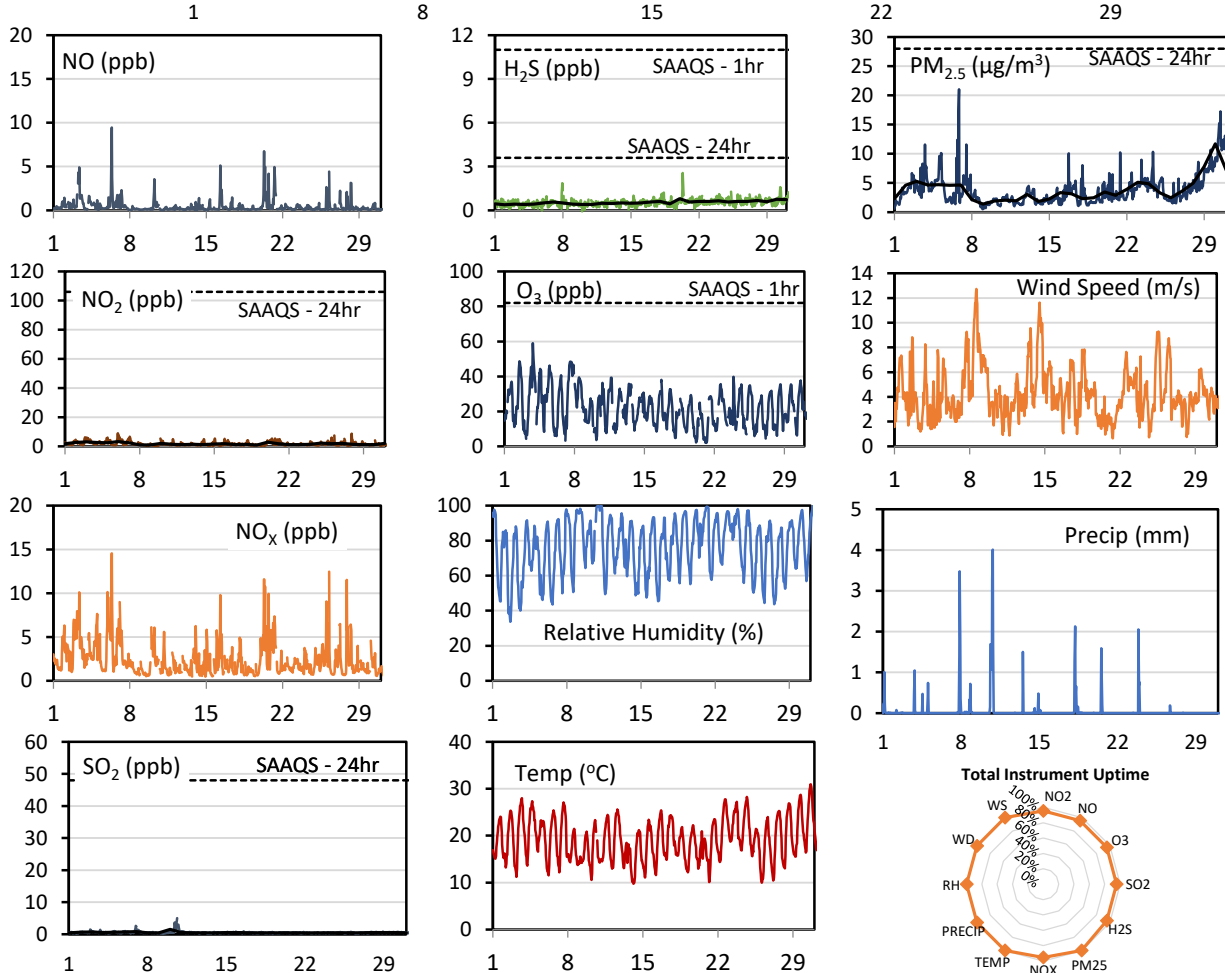 1 8 15 22 29
NO (ppb)
20
15
10
5
0
1 8 15 22 29
H₂S (ppb)
SAAQS - 1hr
SAAQS - 24hr
12
9
6
3
0
1 8 15 22 29
PM₂.₅ (µg/m³)
SAAQS - 24hr
30
25
20
15
10
5
0
1 8 15 22 29
NO₂ (ppb)
SAAQS - 24hr
120
100
80
60
40
20
0
1 8 15 22 29
O₃ (ppb)
SAAQS - 1hr
100
80
60
40
20
0
1 8 15 22 29
Wind Speed (m/s)
14
12
10
8
6
4
2
0
1 8 15 22 29
NOX (ppb)
20
15
10
5
0
1 8 15 22 29
Relative Humidity (%)
100
80
60
40
20
0
1 8 15 22 29
Precip (mm)
5
4
3
2
1
0
1 8 15 22 29
SO₂ (ppb)
SAAQS - 24hr
60
50
40
30
20
10
0
1 8 15 22 29
Temp (°C)
40
30
20
10
0
1 8 15 22 29
Total Instrument Uptime
100%
80%
60%
40%
20%
0%
NO2
NO
O3
SO2
H2S
PM25
NOX
TEMP
PRECIP
RH
WD
WS